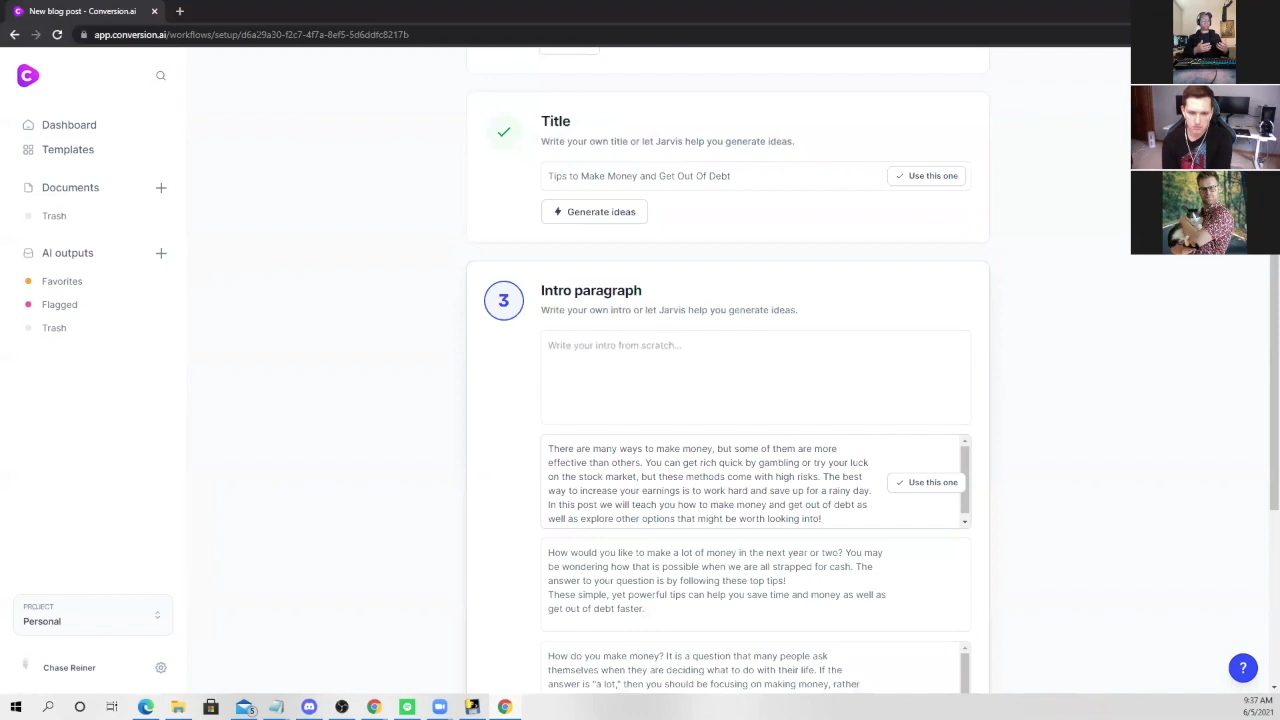 New blog post - Conversion.ai
app.conversion.ai/workflows/setup/d6a29a30-f2c7-4f7a-8ef5-5d6ddfc8217b
Dashboard
Templates
Documents
Trash
AI outputs
Favorites
Flagged
Trash
PROJECT
Personal
Chase Reiner
Title
Write your own title or let Jarvis help you generate ideas.
Tips to Make Money and Get Out Of Debt
Use this one
Generate ideas
3
Intro paragraph
Write your own intro or let Jarvis help you generate ideas.
Write your intro from scratch...
There are many ways to make money, but some of them are more
effective than others. You can get rich quick by gambling or try your luck
on the stock market, but these methods come with high risks. The best
way to increase your earnings is to work hard and save up for a rainy day.
In this post we will teach you how to make money and get out of debt as
well as explore other options that might be worth looking into!
Use this one
How would you like to make a lot of money in the next year or two? You may
be wondering how that is possible when we are all strapped for cash. The
answer to your question is by following these top tips!
These simple, yet powerful tips can help you save time and money as well as
get out of debt faster.
How do you make money? It is a question that many people ask
themselves when they are deciding what to do with their life. If the
answer is "a lot," then you should be focusing on making money, rather
?
5
9:37 AM
6/5/2021